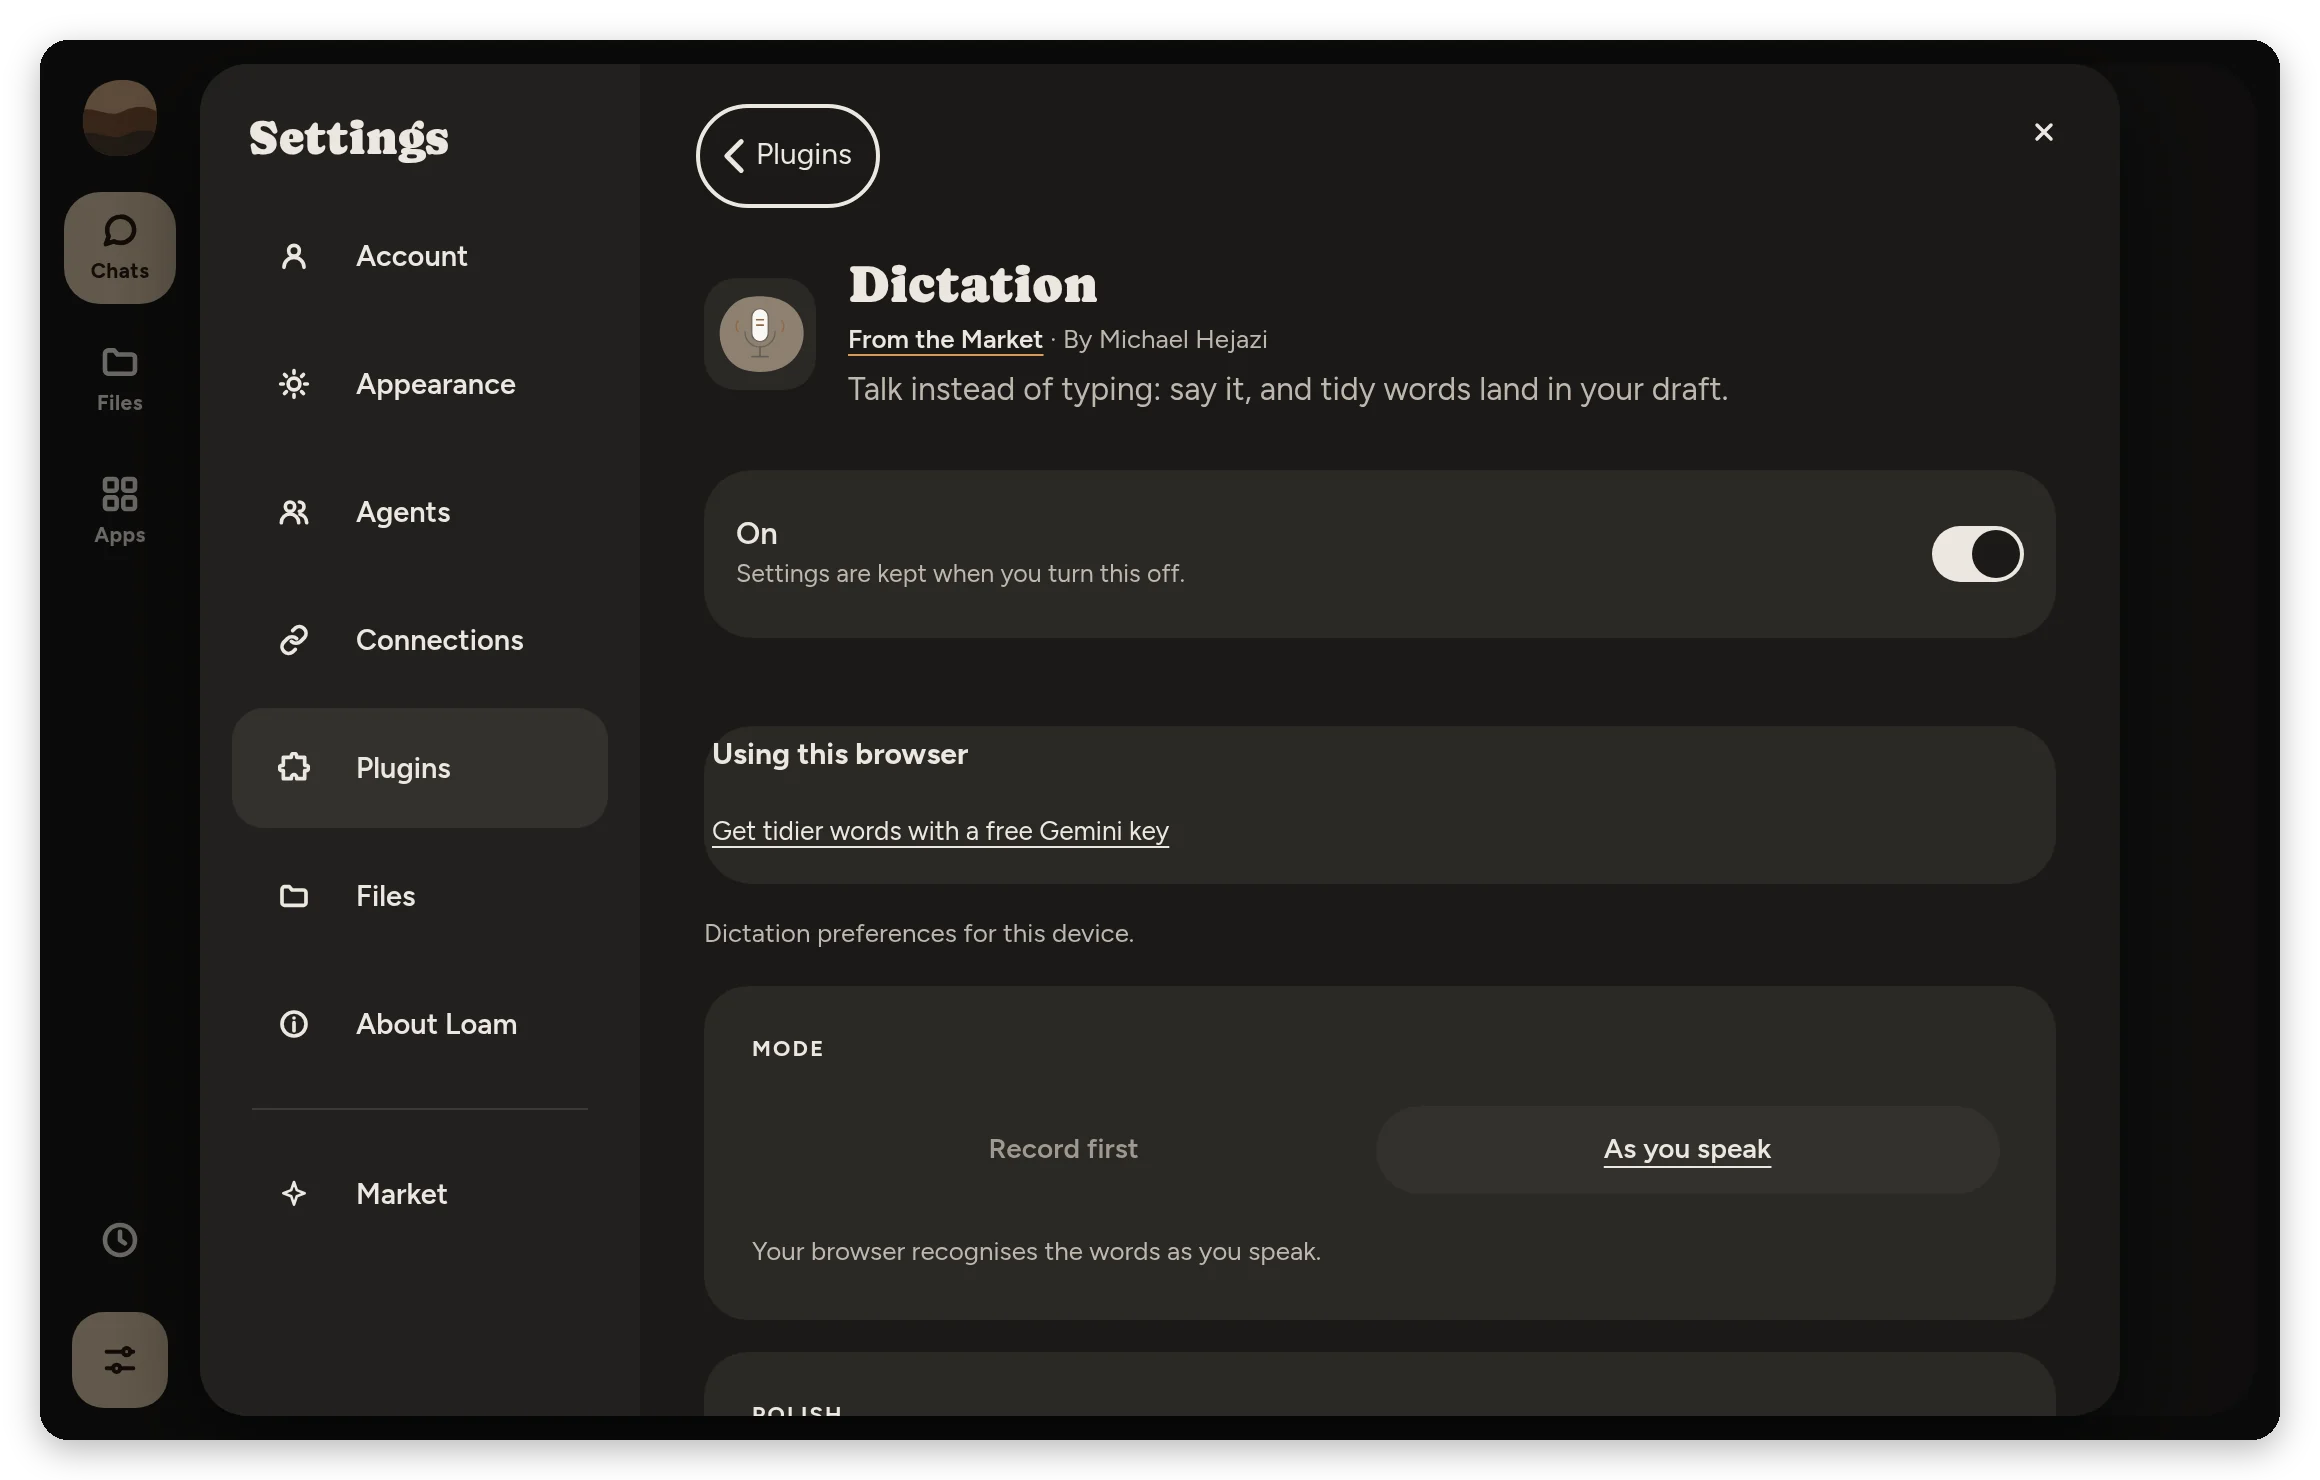 Settings
Chats
Files
Apps
Account
Appearance
Agents
Connections
Plugins
Files
About Loam
Market
Plugins
Dictation
From the Market · By Michael Hejazi
Talk instead of typing: say it, and tidy words land in your draft.
On
Settings are kept when you turn this off.
Using this browser
Get tidier words with a free Gemini key
Dictation preferences for this device.
MODE
Record first
As you speak
Your browser recognises the words as you speak.
POLISH